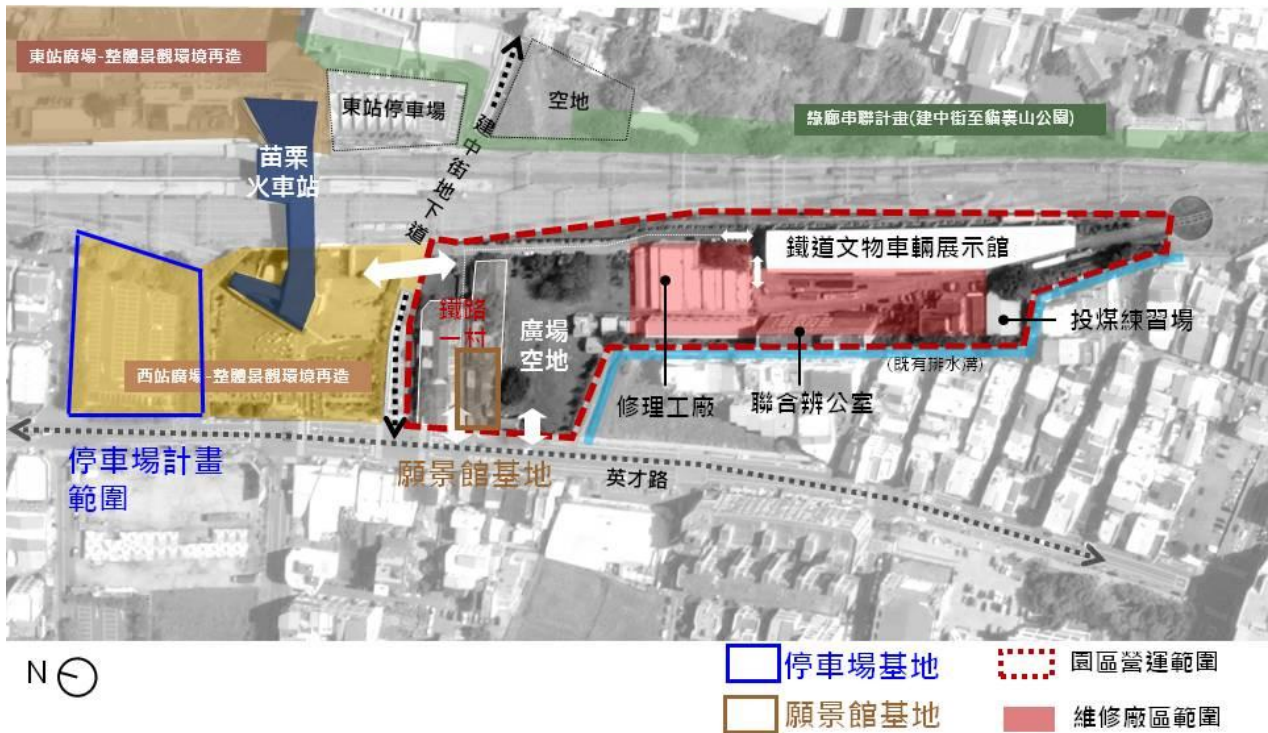 東站廣場-整體景觀環境再造
東站停車場
空地
建中街地下道
綠廊串聯計畫(建中街至貓裏山公園)
苗栗
火車站
鐵道文物車輛展示館
鐵路
一村
廣場
空地
投煤練習場
(既有排水溝)
西站廣場-整體景觀環境再造
修理工廠
聯合辨公室
停車場計畫
範圍
願景館基地
英才路
N
停車場基地
園區營運範圍
願景館基地
維修廠區範圍